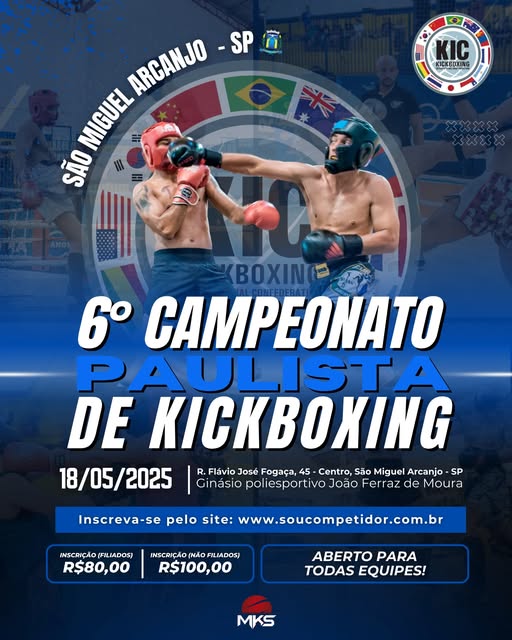 SÃO MIGUEL ARCANJO - SP
KIC
KICKBOXING
KIC
KICKBOXING
6º CAMPEONATO
PAULISTA
DE KICKBOXING
18/05/2025
R. Flávio José Fogaça, 45 - Centro, São Miguel Arcanjo - SP
Ginásio poliesportivo João Ferraz de Moura
Inscreva-se pelo site: www.soucompetidor.com.br
INSCRIÇÃO (FILIADOS)
R$80,00
INSCRIÇÃO (NÃO FILIADOS)
R$100,00
ABERTO PARA
TODAS EQUIPES!
MKS